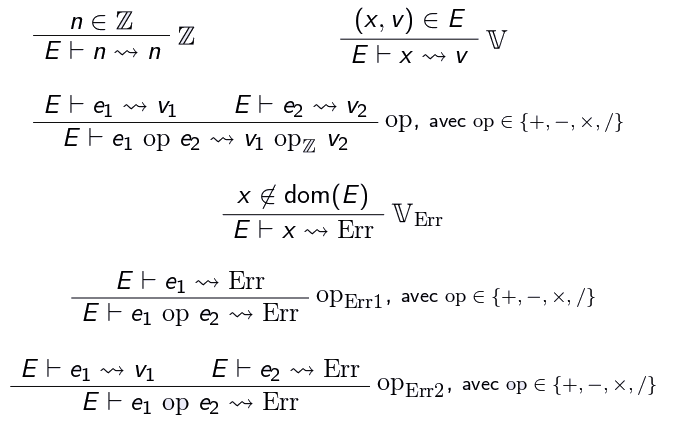 n ∈ ℤ
E ⊢ n ⇝ n ℤ
(x, v) ∈ E
E ⊢ x ⇝ v 𝕍
E ⊢ e₁ ⇝ v₁ E ⊢ e₂ ⇝ v₂
E ⊢ e₁ op e₂ ⇝ v₁ op_ℤ v₂ op, avec op ∈ {+, −, ×, /}
x ∉ dom(E)
E ⊢ x ⇝ Err 𝕍_Err
E ⊢ e₁ ⇝ Err
E ⊢ e₁ op e₂ ⇝ Err op_Err1, avec op ∈ {+, −, ×, /}
E ⊢ e₁ ⇝ v₁ E ⊢ e₂ ⇝ Err
E ⊢ e₁ op e₂ ⇝ Err op_Err2, avec op ∈ {+, −, ×, /}